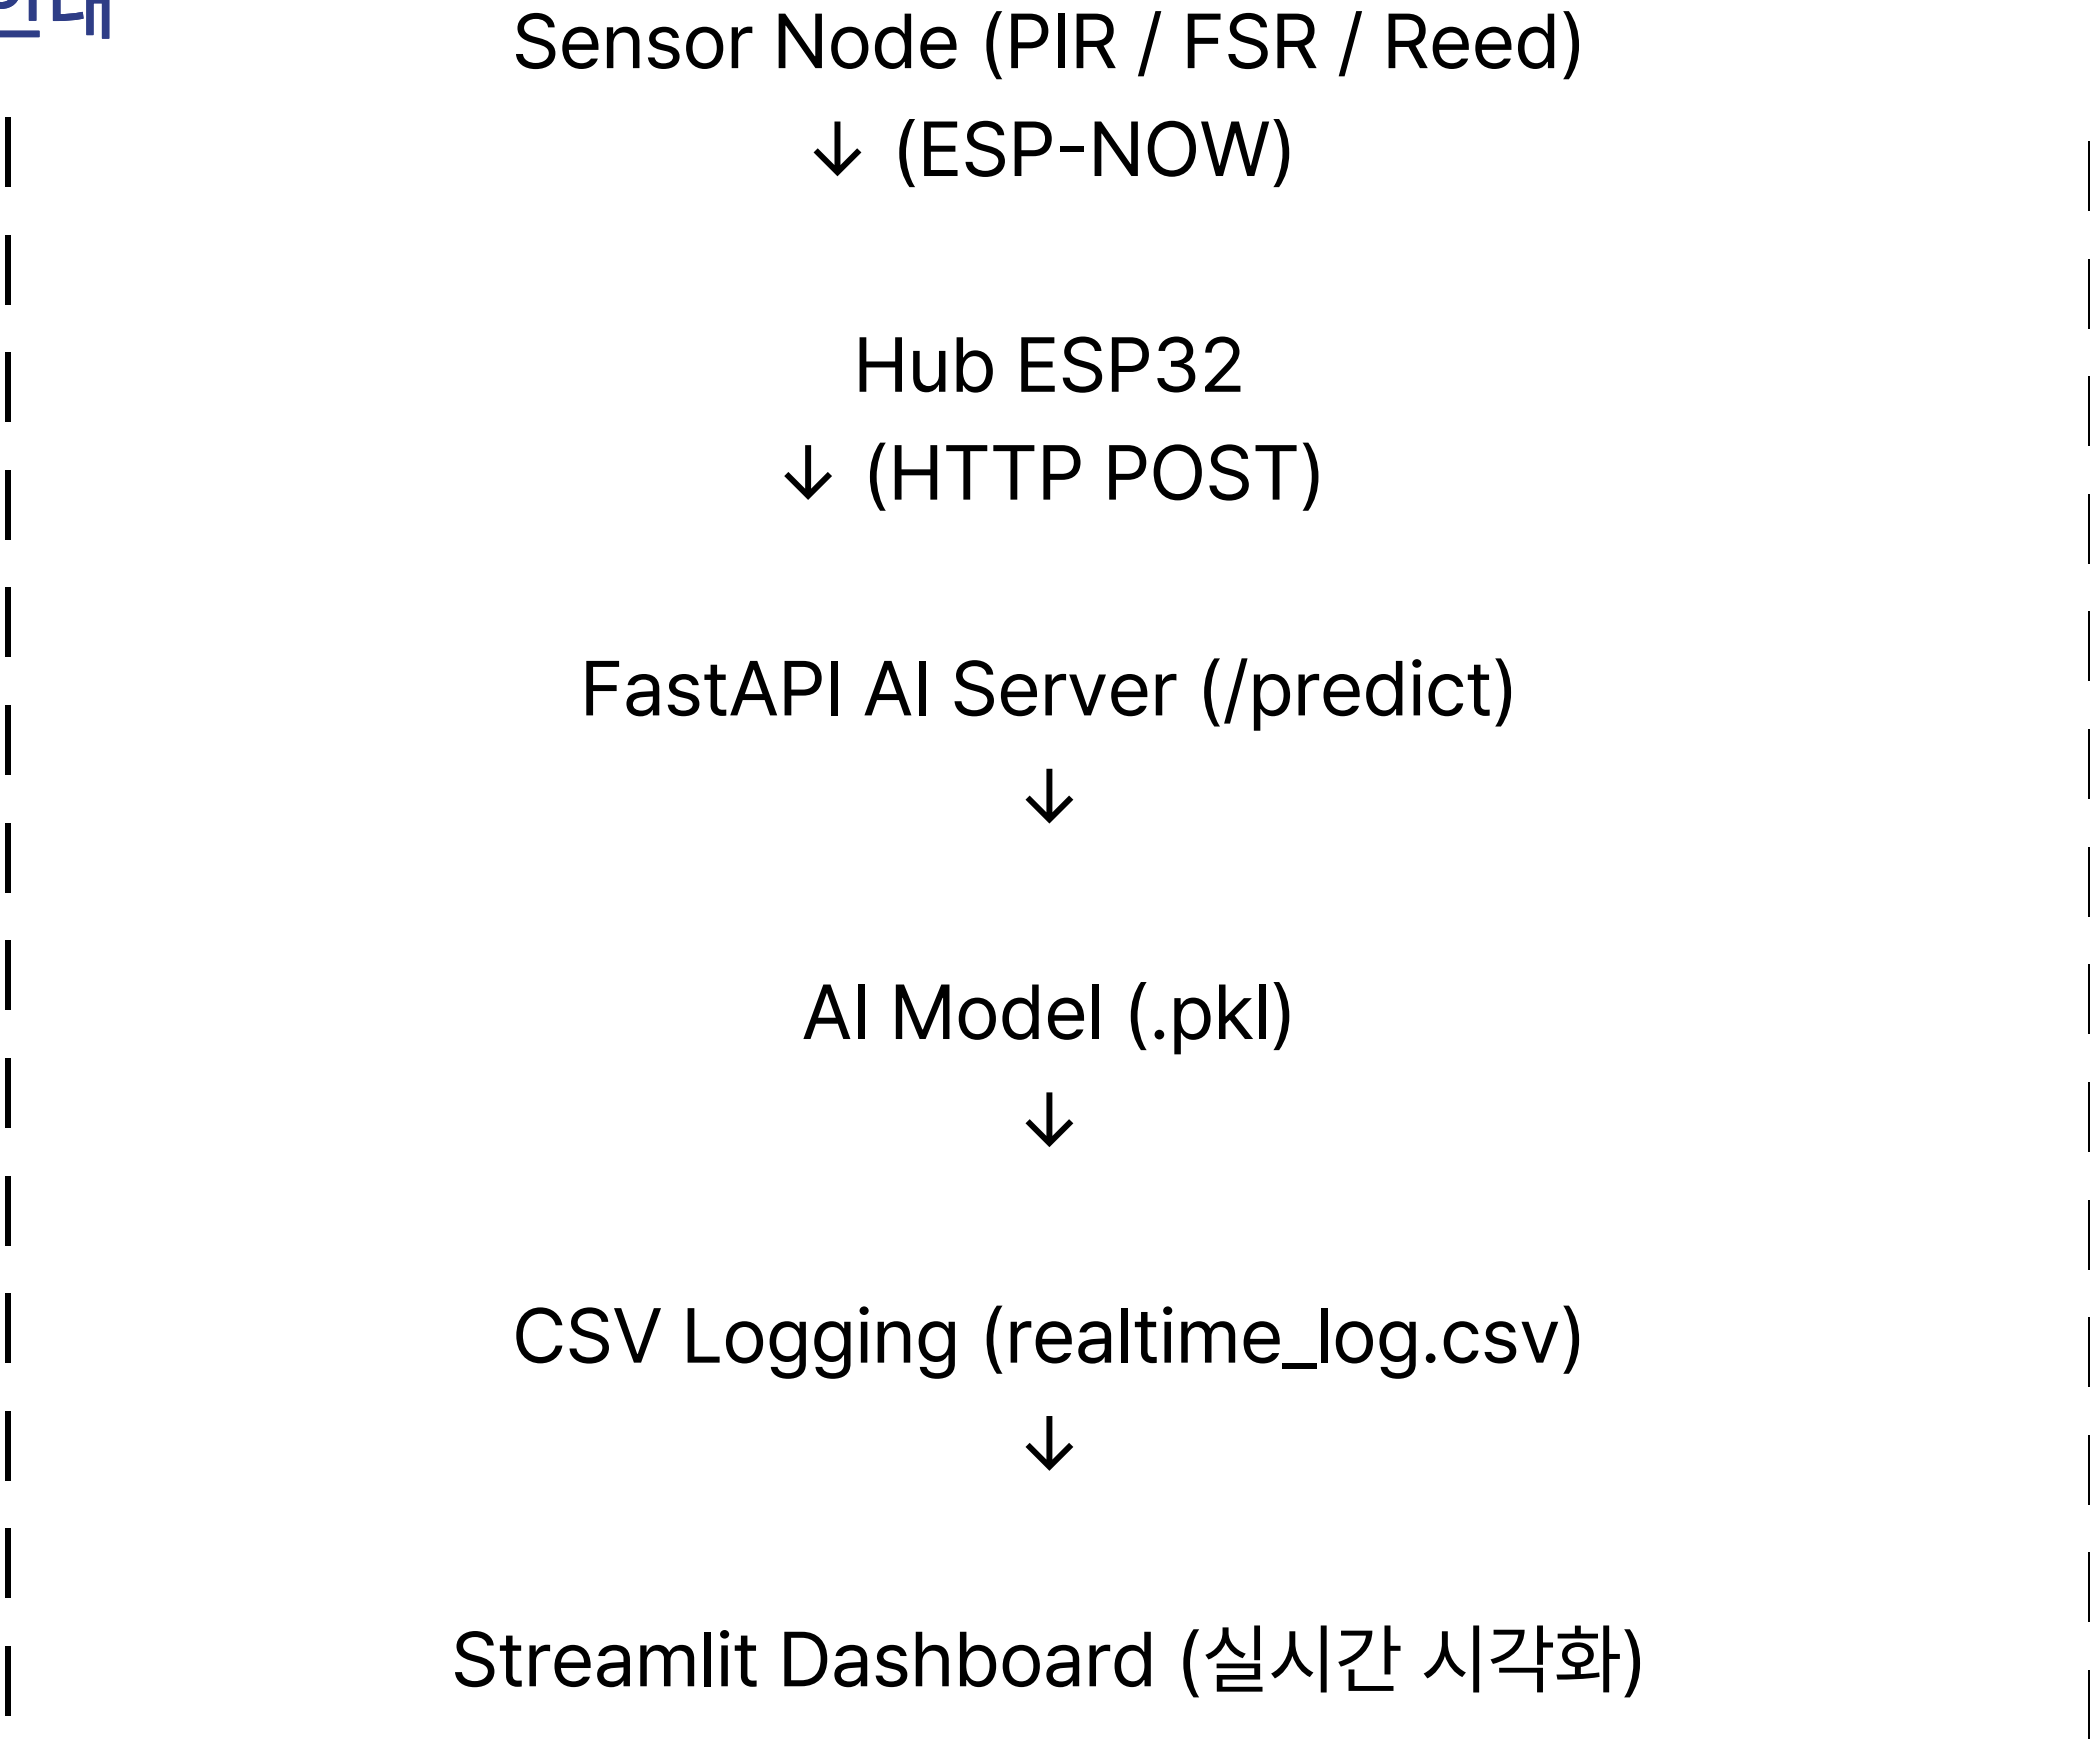 Sensor Node (PIR / FSR / Reed)
↓ (ESP-NOW)
Hub ESP32
↓ (HTTP POST)
FastAPI AI Server (/predict)
↓
AI Model (.pkl)
↓
CSV Logging (realtime_log.csv)
↓
Streamlit Dashboard (실시간 시각화)